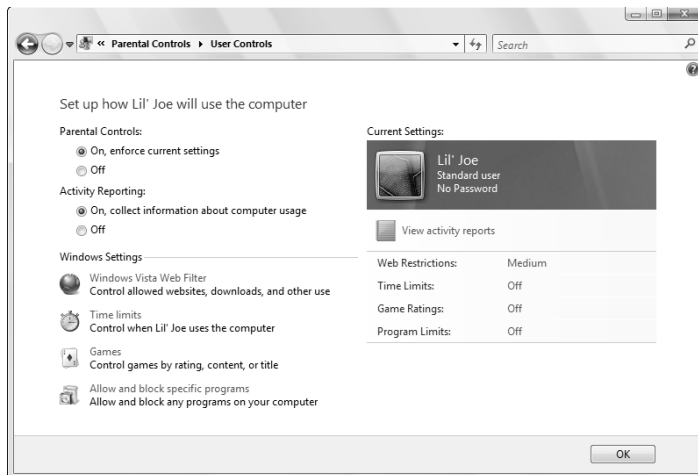 « Parental Controls › User Controls
Search
Set up how Lil' Joe will use the computer
Parental Controls:
On, enforce current settings
Off
Activity Reporting:
On, collect information about computer usage
Off
Windows Settings
Windows Vista Web Filter
Control allowed websites, downloads, and other use
Time limits
Control when Lil' Joe uses the computer
Games
Control games by rating, content, or title
Allow and block specific programs
Allow and block any programs on your computer
Current Settings:
Lil' Joe
Standard user
No Password
View activity reports
Web Restrictions: Medium
Time Limits: Off
Game Ratings: Off
Program Limits: Off
OK